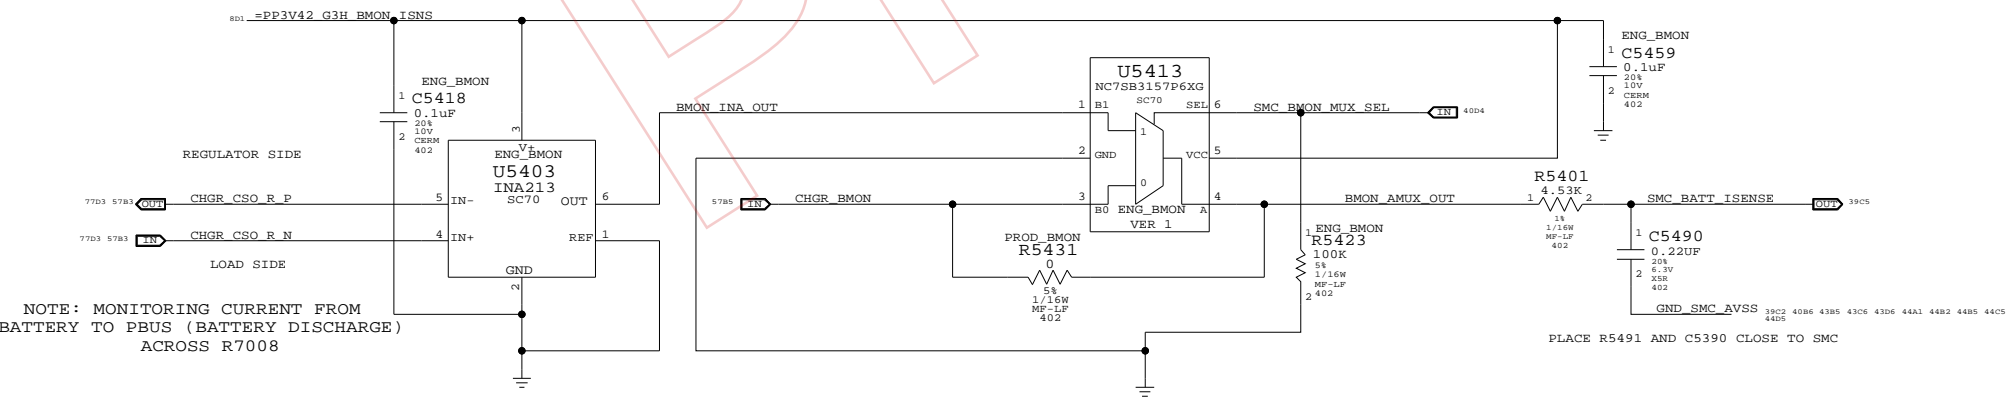 8D1 =PP3V42_G3H_BMON_ISNS
ENG_BMON
1 C5418
0.1uF
20%
10V
2 CERM
402
REGULATOR SIDE
77D3 57B3 OUT CHGR_CSO_R_P
77D3 57B3 IN CHGR_CSO_R_N
LOAD SIDE
NOTE: MONITORING CURRENT FROM
BATTERY TO PBUS (BATTERY DISCHARGE)
ACROSS R7008
3
V+
ENG_BMON
U5403
INA213
SC70
5 IN-
OUT 6
4 IN+
REF 1
GND
2
BMON_INA_OUT
57B5 IN CHGR_BMON
U5413
NC7SB3157P6XG
SC70
1 B1
SEL 6
1
2 GND
VCC 5
0
3 B0
A 4
ENG_BMON
VER 1
PROD_BMON
R5431
0
5%
1/16W
MF-LF
402
SMC_BMON_MUX_SEL IN 40D4
1 ENG_BMON
R5423
100K
5%
1/16W
MF-LF
2 402
ENG_BMON
1 C5459
0.1uF
20%
10V
2 CERM
402
BMON_AMUX_OUT
R5401
1 4.53K 2
1%
1/16W
MF-LF
402
SMC_BATT_ISENSE OUT 39C5
1 C5490
0.22UF
20%
2 6.3V
X5R
402
GND_SMC_AVSS 39C2 40B6 43B5 43C6 43D6 44A1 44B2 44B5 44C5
44D5
PLACE R5491 AND C5390 CLOSE TO SMC